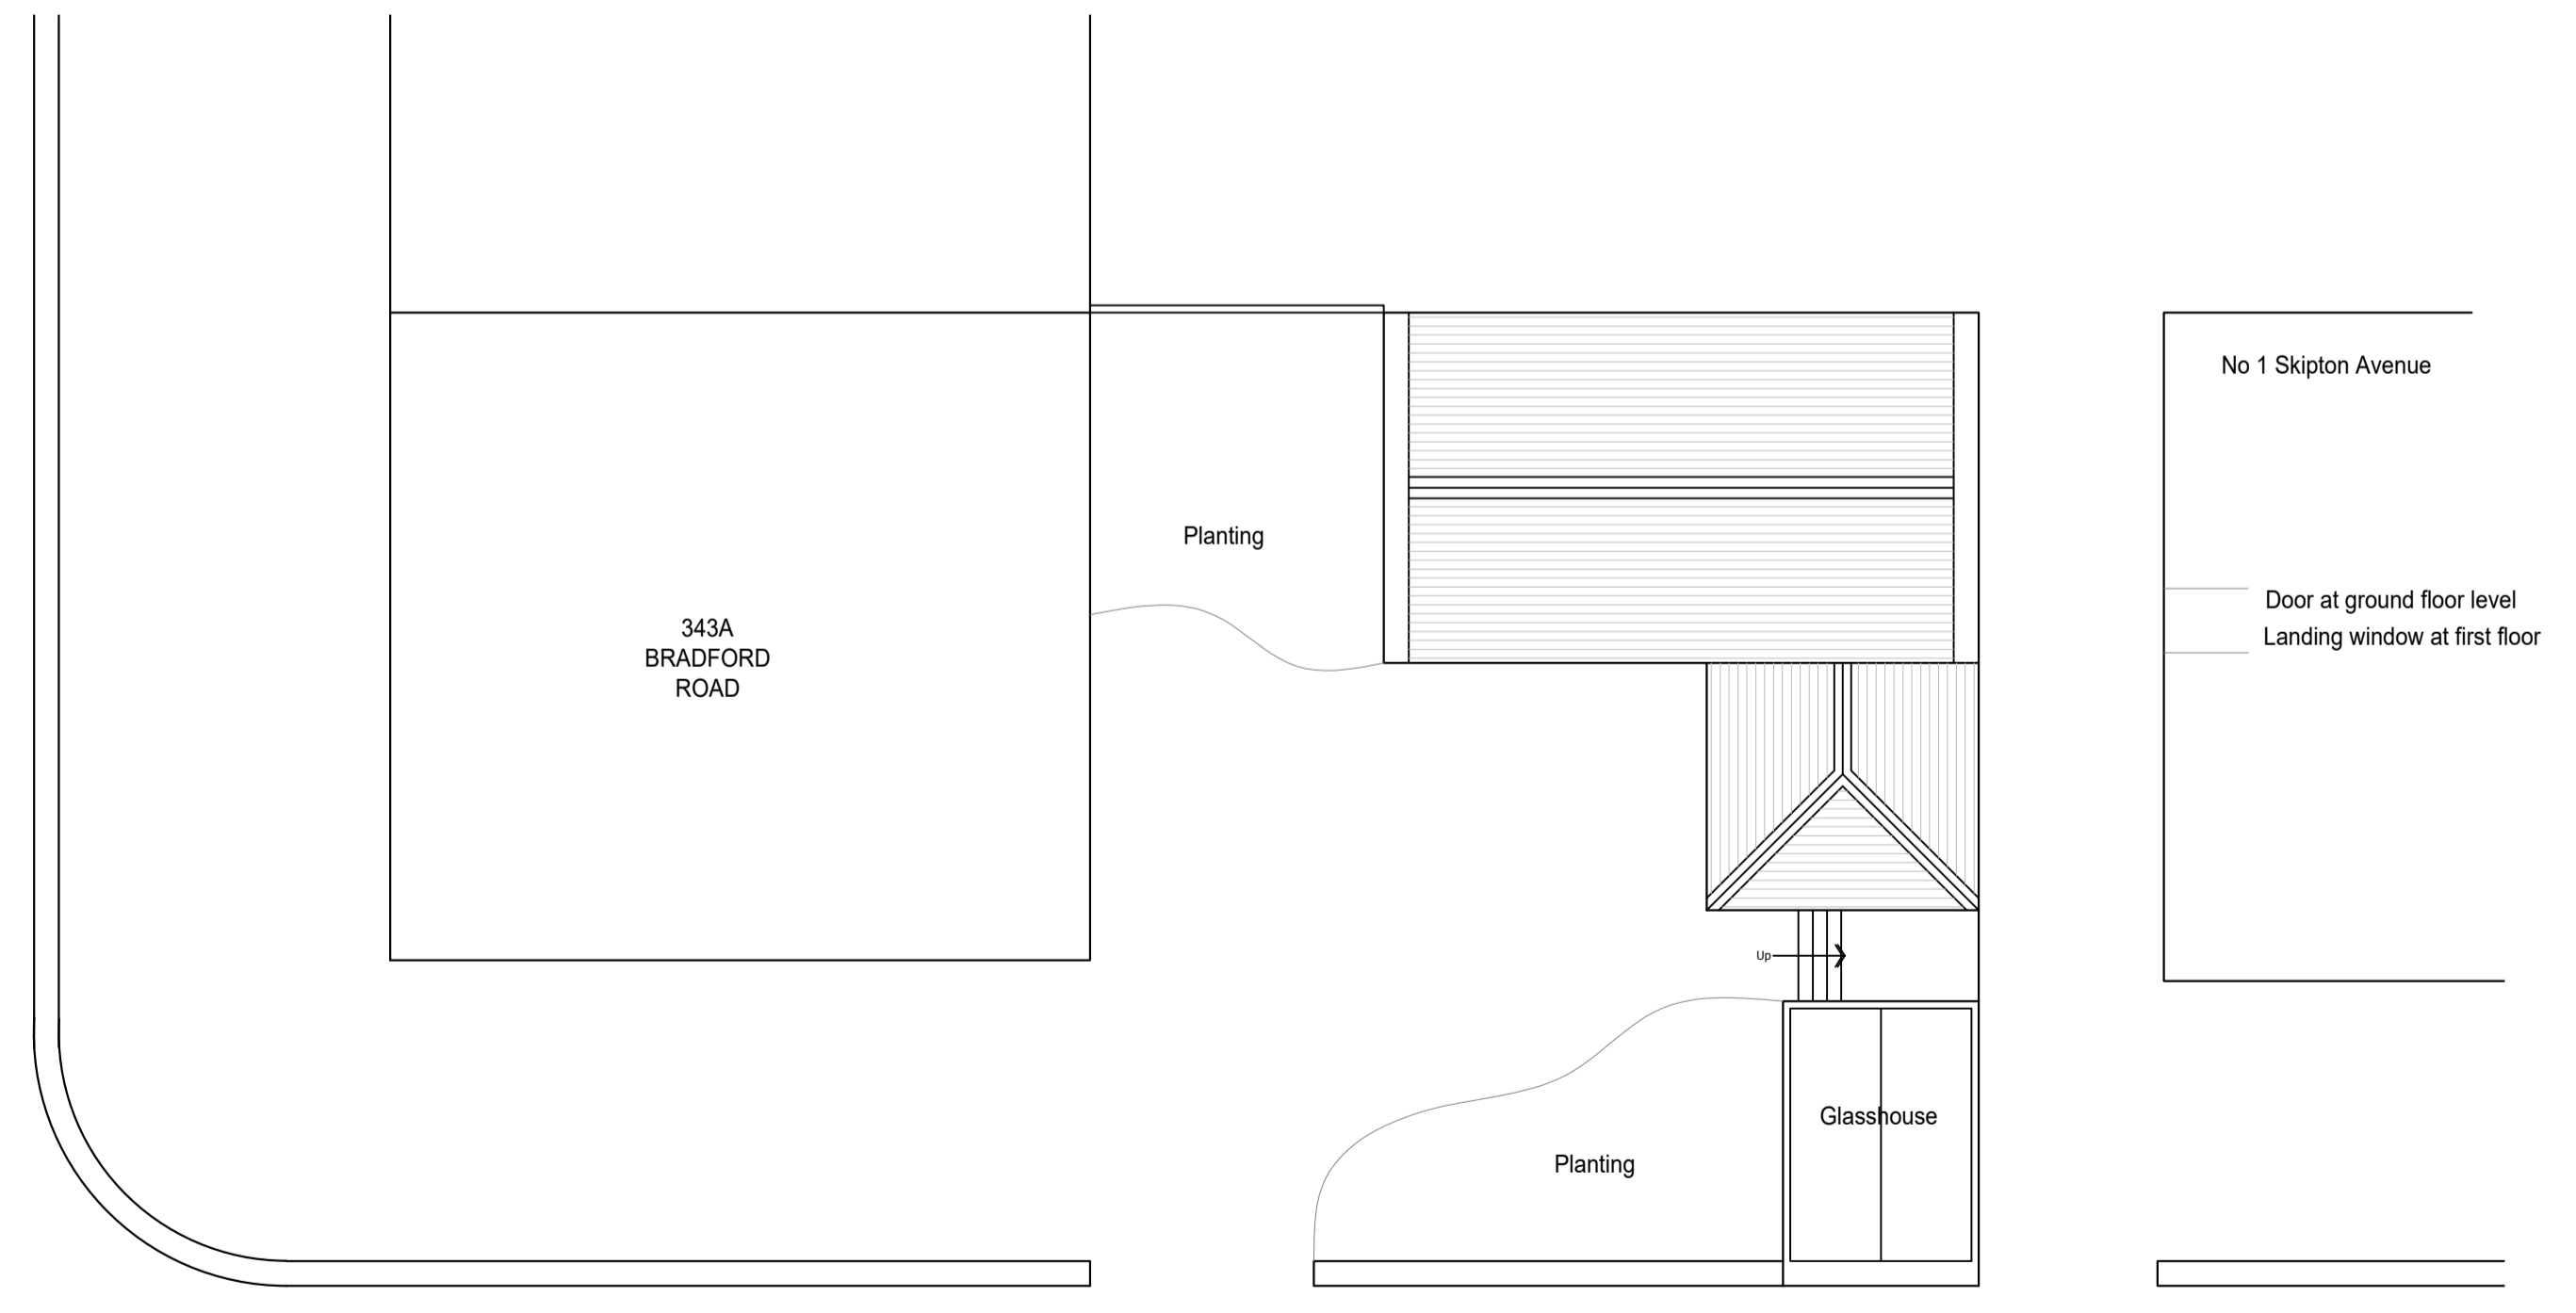 No 1 Skipton Avenue
Planting
Door at ground floor level
Landing window at first floor
343A
BRADFORD
ROAD
Up
Glasshouse
Planting